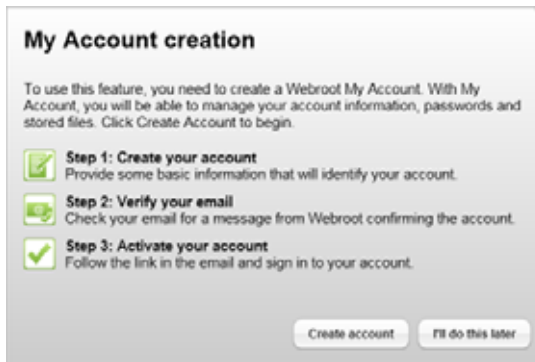 My Account creation
To use this feature, you need to create a Webroot My Account. With My
Account, you will be able to manage your account information, passwords and
stored files. Click Create Account to begin.
Step 1: Create your account
Provide some basic information that will identify your account.
Step 2: Verify your email
Check your email for a message from Webroot confirming the account.
Step 3: Activate your account
Follow the link in the email and sign in to your account.
Create account
I'll do this later